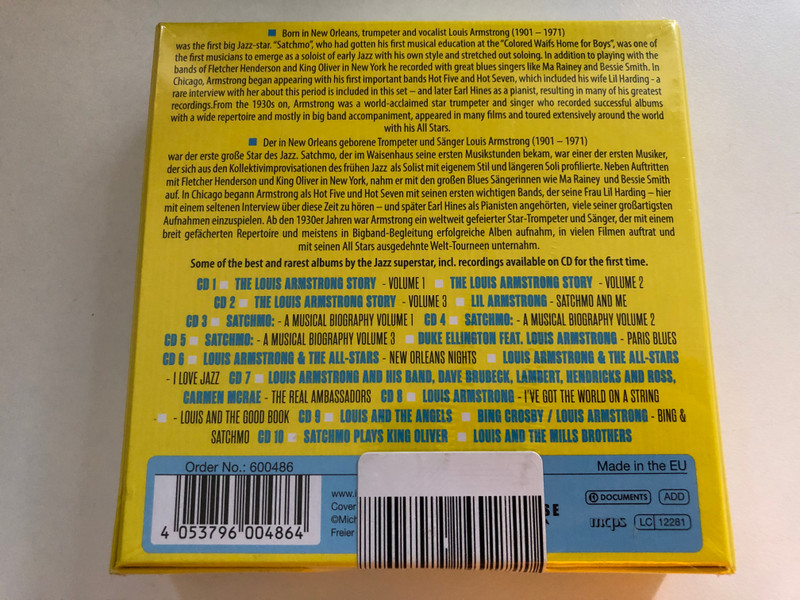 Born in New Orleans, trumpeter and vocalist Louis Armstrong (1901 – 1971)
was the first big Jazz-star. "Satchmo", who had gotten his first musical education at the "Colored Waifs Home for Boys", was one of
the first musicians to emerge as a soloist of early Jazz with his own style and stretched out soloing. In addition to playing with the
bands of Fletcher Henderson and King Oliver in New York he recorded with great blues singers like Ma Rainey and Bessie Smith. In
Chicago, Armstrong began appearing with his first important bands Hot Five and Hot Seven, which included his wife Lil Harding - a
rare interview with her about this period is included in this set – and later Earl Hines as a pianist, resulting in many of his greatest
recordings.From the 1930s on, Armstrong was a world-acclaimed star trumpeter and singer who recorded successful albums
with a wide repertoire and mostly in big band accompaniment, appeared in many films and toured extensively around the world
with his All Stars.
Der in New Orleans geborene Trompeter und Sänger Louis Armstrong (1901 – 1971)
war der erste große Star des Jazz. Satchmo, der im Waisenhaus seine ersten Musikstunden bekam, war einer der ersten Musiker,
der sich aus den Kollektivimprovisationen des frühen Jazz als Solist mit eigenem Stil und längeren Soli profilierte. Neben Auftritten
mit Fletcher Henderson und King Oliver in New York, nahm er mit den großen Blues Sängerinnen wie Ma Rainey und Bessie Smith
auf. In Chicago begann Armstrong als Hot Five und Hot Seven mit seinen ersten wichtigen Bands, der seine Frau Lil Harding – hier
mit einem seltenen Interview über diese Zeit zu hören – und später Earl Hines als Pianisten angehörten, viele seiner großartigsten
Aufnahmen einzuspielen. Ab den 1930er Jahren war Armstrong ein weltweit gefeierter Star-Trompeter und Sänger, der mit einem
breit gefächerten Repertoire und meistens in Bigband-Begleitung erfolgreiche Alben aufnahm, in vielen Filmen auftrat und
mit seinen All Stars ausgedehnte Welt-Tourneen unternahm.
Some of the best and rarest albums by the Jazz superstar, incl. recordings available on CD for the first time.
CD 1 THE LOUIS ARMSTRONG STORY - VOLUME 1 THE LOUIS ARMSTRONG STORY - VOLUME 2
CD 2 THE LOUIS ARMSTRONG STORY - VOLUME 3 LIL ARMSTRONG - SATCHMO AND ME
CD 3 SATCHMO: - A MUSICAL BIOGRAPHY VOLUME 1 CD 4 SATCHMO: - A MUSICAL BIOGRAPHY VOLUME 2
CD 5 SATCHMO: - A MUSICAL BIOGRAPHY VOLUME 3 DUKE ELLINGTON FEAT. LOUIS ARMSTRONG - PARIS BLUES
CD 6 LOUIS ARMSTRONG & THE ALL-STARS - NEW ORLEANS NIGHTS LOUIS ARMSTRONG & THE ALL-STARS
- I LOVE JAZZ CD 7 LOUIS ARMSTRONG AND HIS BAND, DAVE BRUBECK, LAMBERT, HENDRICKS AND ROSS,
CARMEN MCRAE - THE REAL AMBASSADORS CD 8 LOUIS ARMSTRONG - I'VE GOT THE WORLD ON A STRING
- LOUIS AND THE GOOD BOOK CD 9 LOUIS AND THE ANGELS BING CROSBY / LOUIS ARMSTRONG - BING &
SATCHMO CD 10 SATCHMO PLAYS KING OLIVER LOUIS AND THE MILLS BROTHERS
Order No.: 600486
Made in the EU
www.
Cover
©Mich
Freier
SE
K
DOCUMENTS ADD
mcps LC 12281
4 053796 004864